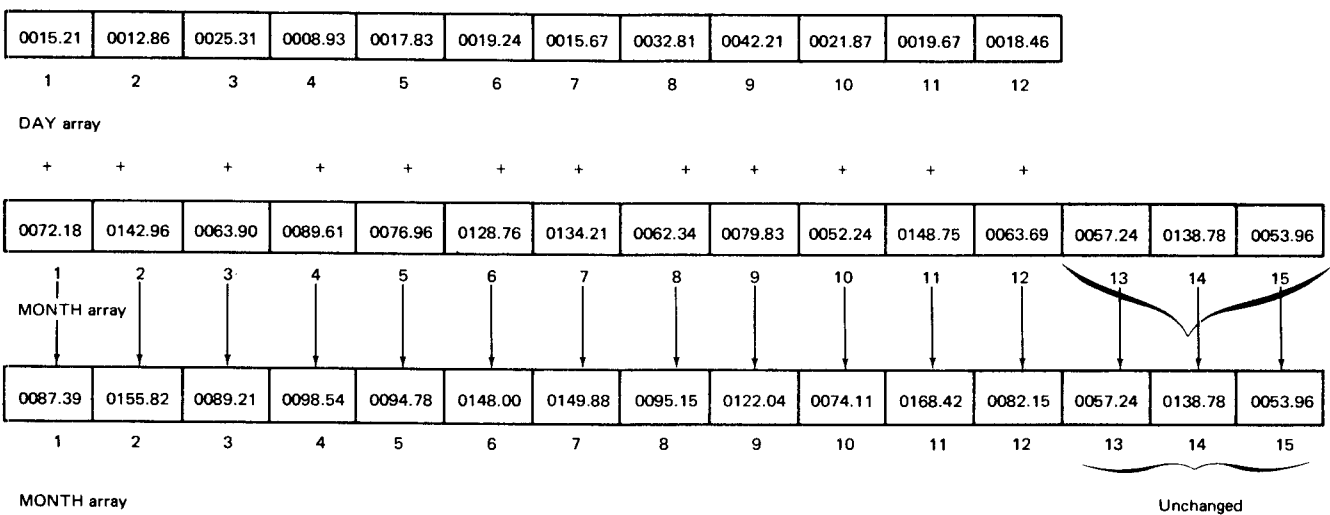 0015.21 0012.86 0025.31 0008.93 0017.83 0019.24 0015.67 0032.81 0042.21 0021.87 0019.67 0018.46
1 2 3 4 5 6 7 8 9 10 11 12
DAY array
+ + + + + + + + + + + +
0072.18 0142.96 0063.90 0089.61 0076.96 0128.76 0134.21 0062.34 0079.83 0052.24 0148.75 0063.69 0057.24 0138.78 0053.96
1 2 3 4 5 6 7 8 9 10 11 12 13 14 15
MONTH array
0087.39 0155.82 0089.21 0098.54 0094.78 0148.00 0149.88 0095.15 0122.04 0074.11 0168.42 0082.15 0057.24 0138.78 0053.96
1 2 3 4 5 6 7 8 9 10 11 12 13 14 15
MONTH array
Unchanged